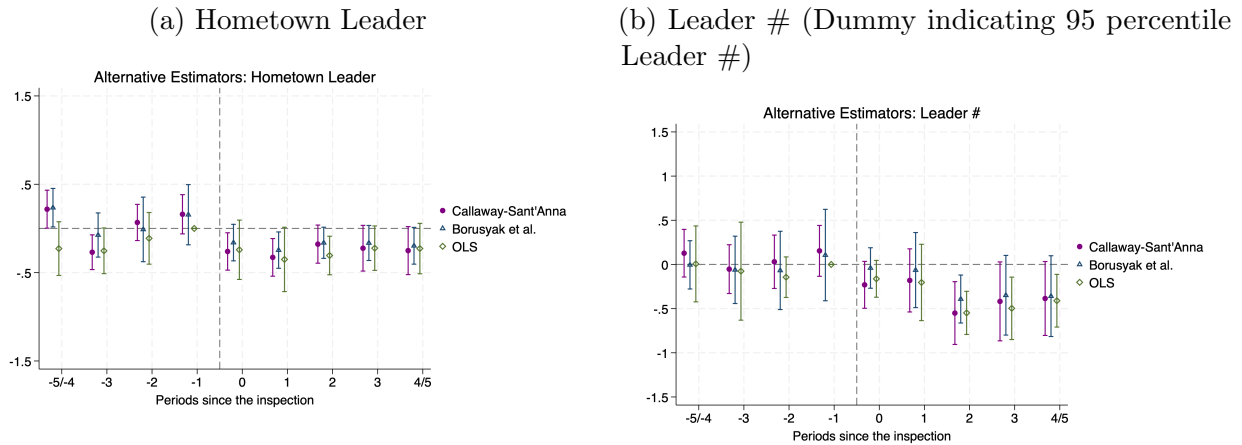 (a) Hometown Leader
Alternative Estimators: Hometown Leader
1.5
.5
-.5
-1.5
-5/-4 -3 -2 -1 0 1 2 3 4/5
Periods since the inspection
Callaway-Sant'Anna
Borusyak et al.
OLS
(b) Leader # (Dummy indicating 95 percentile
Leader #)
Alternative Estimators: Leader #
1.5
1
.5
0
-.5
-1
-1.5
-5/-4 -3 -2 -1 0 1 2 3 4/5
Periods since the inspection
Callaway-Sant'Anna
Borusyak et al.
OLS